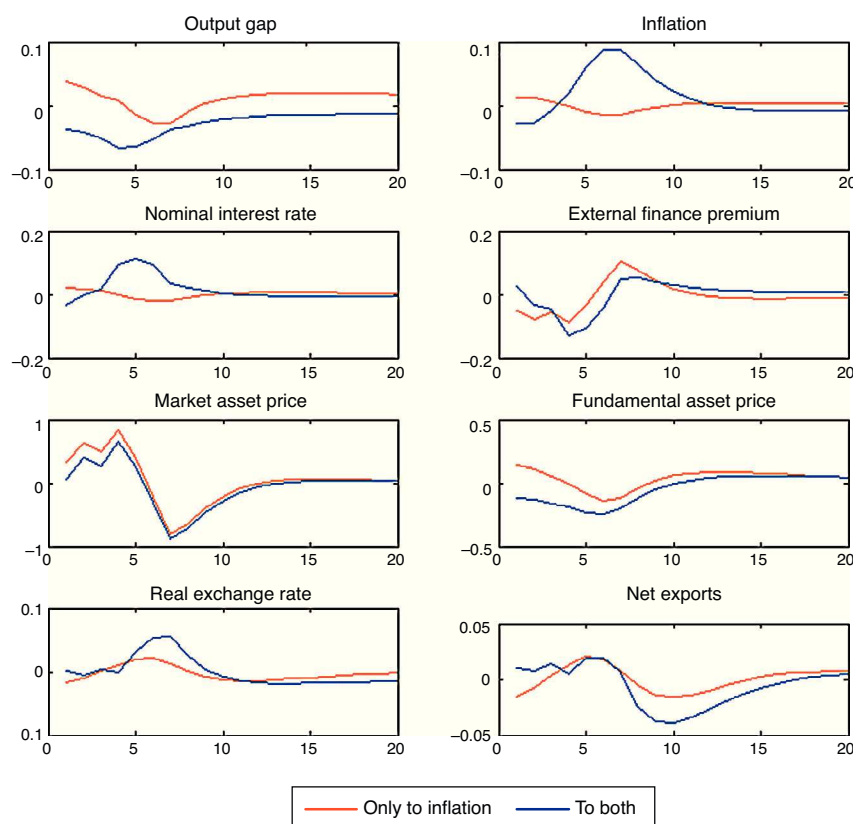 Output gap
0.1
0
–0.1
0 5 10 15 20
Inflation
0.1
0
–0.1
0 5 10 15 20
Nominal interest rate
0.2
0
–0.2
0 5 10 15 20
External finance premium
0.2
0
–0.2
0 5 10 15 20
Market asset price
1
0
–1
0 5 10 15 20
Fundamental asset price
0.5
0
–0.5
0 5 10 15 20
Real exchange rate
0.1
0
0.1
0 5 10 15 20
Net exports
0.05
0
–0.05
0 5 10 15 20
Only to inflation To both